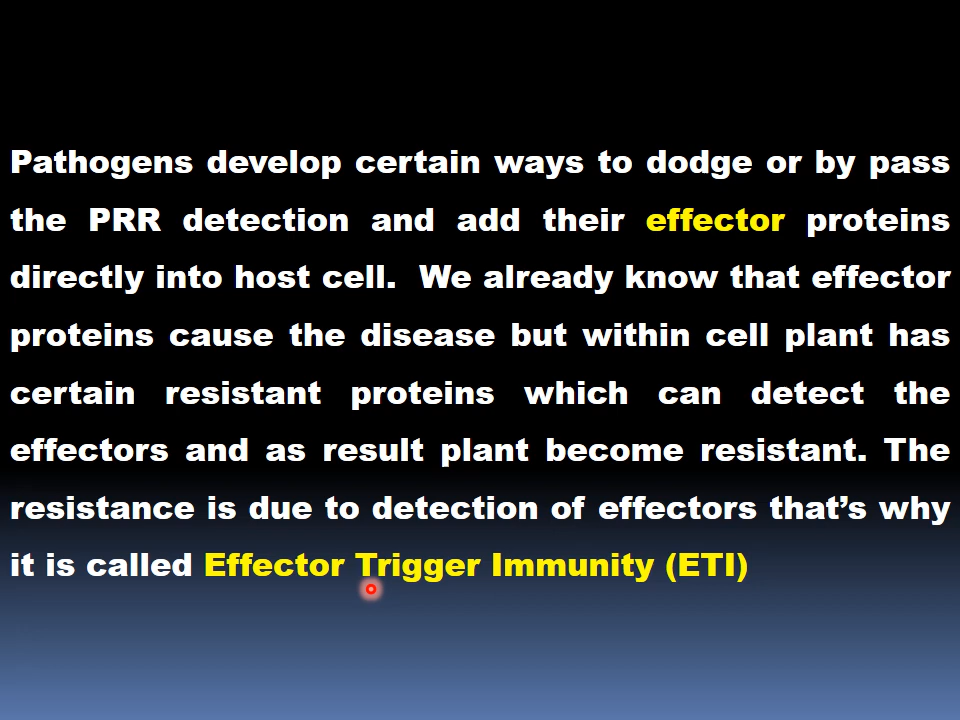 Pathogens develop certain ways to dodge or by pass
the PRR detection and add their effector proteins
directly into host cell.  We already know that effector
proteins cause the disease but within cell plant has
certain resistant proteins which can detect the
effectors and as result plant become resistant. The
resistance is due to detection of effectors that’s why
it is called Effector Trigger Immunity (ETI)